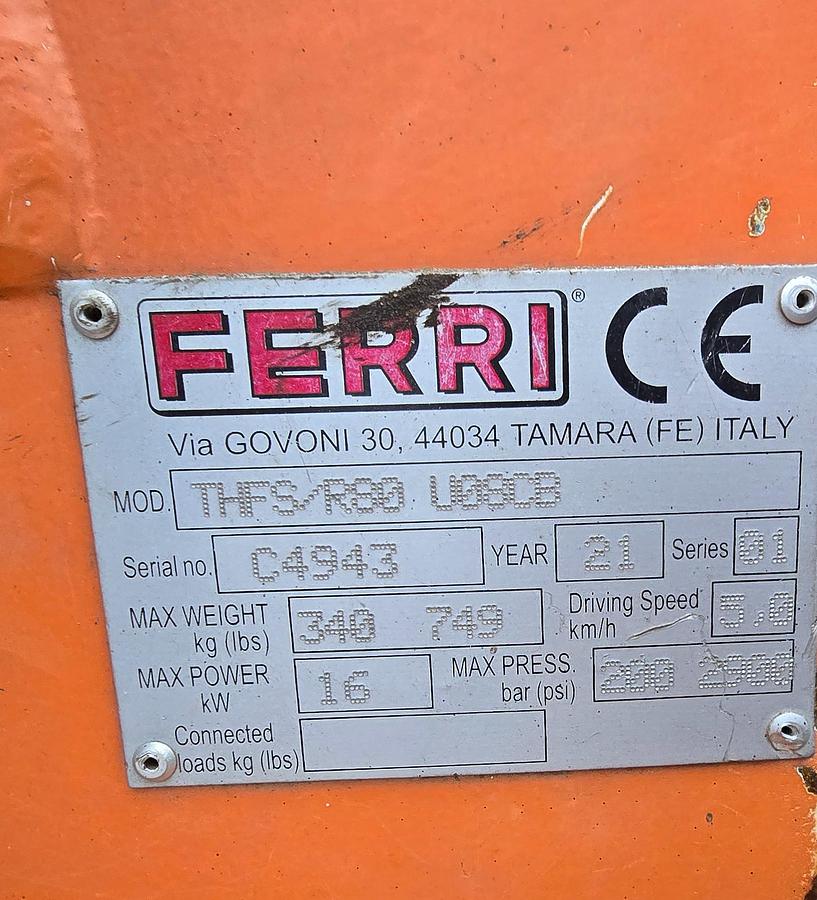 FERRI ® CE
Via GOVONI 30, 44034 TAMARA (FE) ITALY
MOD. THFS/R80 U08CB
Serial no. C4943 YEAR 21 Series 01
MAX WEIGHT kg (lbs) 340 749 Driving Speed km/h 5.0
MAX POWER kW 16 MAX PRESS. bar (psi) 200 2900
Connected loads kg (lbs)